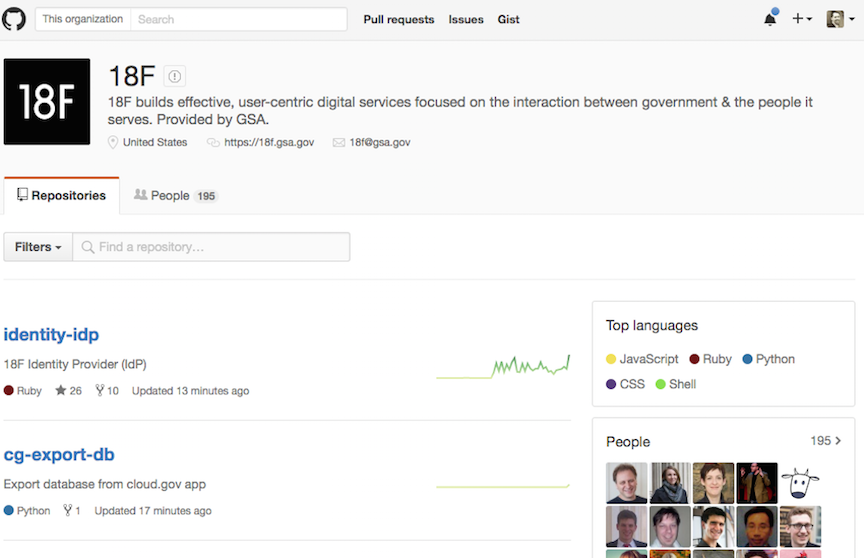 This organization Search Pull requests Issues Gist
18F
18F
18F builds effective, user-centric digital services focused on the interaction between government & the people it
serves. Provided by GSA.
United States https://18f.gsa.gov 18f@gsa.gov
Repositories People 195
Filters Find a repository...
identity-idp
18F Identity Provider (IdP)
Ruby 26 10 Updated 13 minutes ago
cg-export-db
Export database from cloud.gov app
Python 1 Updated 17 minutes ago
Top languages
JavaScript Ruby Python
CSS Shell
People 195